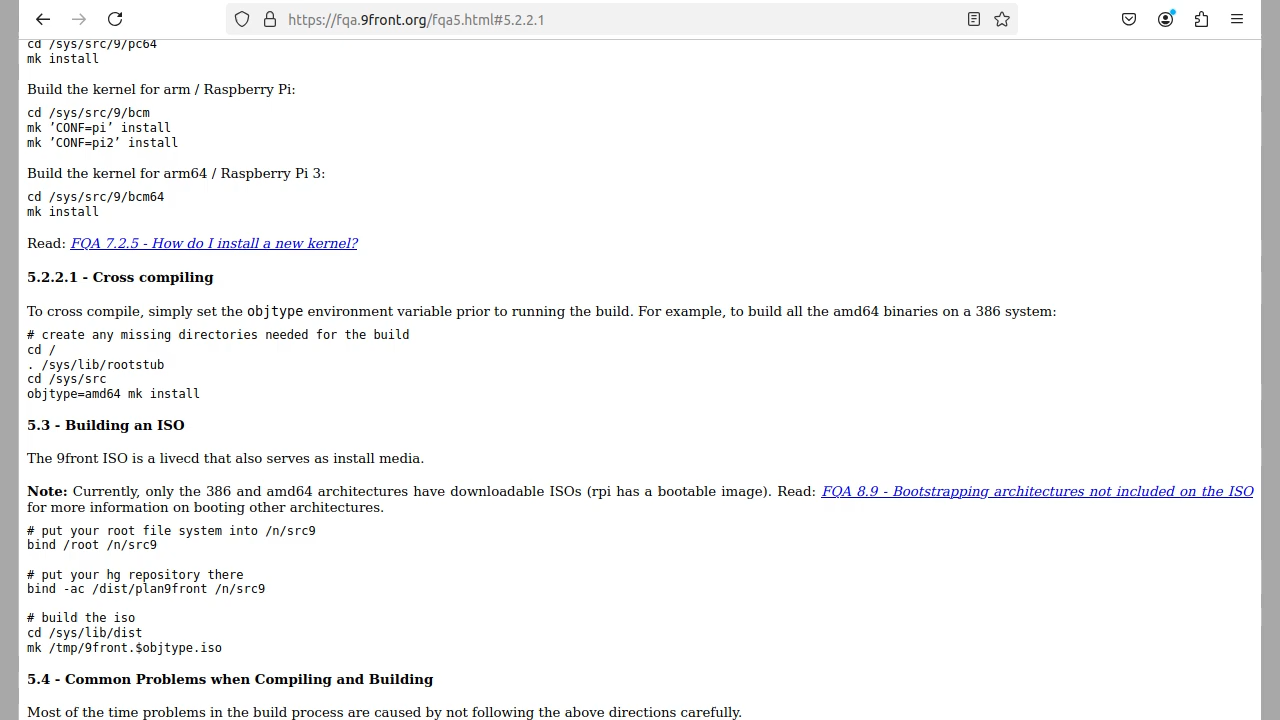 https://fqa.9front.org/fqa5.html#5.2.2.1
cd /sys/src/9/pc64
mk install
Build the kernel for arm / Raspberry Pi:
cd /sys/src/9/bcm
mk ’CONF=pi’ install
mk ’CONF=pi2’ install
Build the kernel for arm64 / Raspberry Pi 3:
cd /sys/src/9/bcm64
mk install
Read: FQA 7.2.5 - How do I install a new kernel?
5.2.2.1 - Cross compiling
To cross compile, simply set the objtype environment variable prior to running the build. For example, to build all the amd64 binaries on a 386 system:
# create any missing directories needed for the build
cd /
. /sys/lib/rootstub
cd /sys/src
objtype=amd64 mk install
5.3 - Building an ISO
The 9front ISO is a livecd that also serves as install media.
Note: Currently, only the 386 and amd64 architectures have downloadable ISOs (rpi has a bootable image). Read: FQA 8.9 - Bootstrapping architectures not included on the ISO
for more information on booting other architectures.
# put your root file system into /n/src9
bind /root /n/src9
# put your hg repository there
bind -ac /dist/plan9front /n/src9
# build the iso
cd /sys/lib/dist
mk /tmp/9front.$objtype.iso
5.4 - Common Problems when Compiling and Building
Most of the time problems in the build process are caused by not following the above directions carefully.